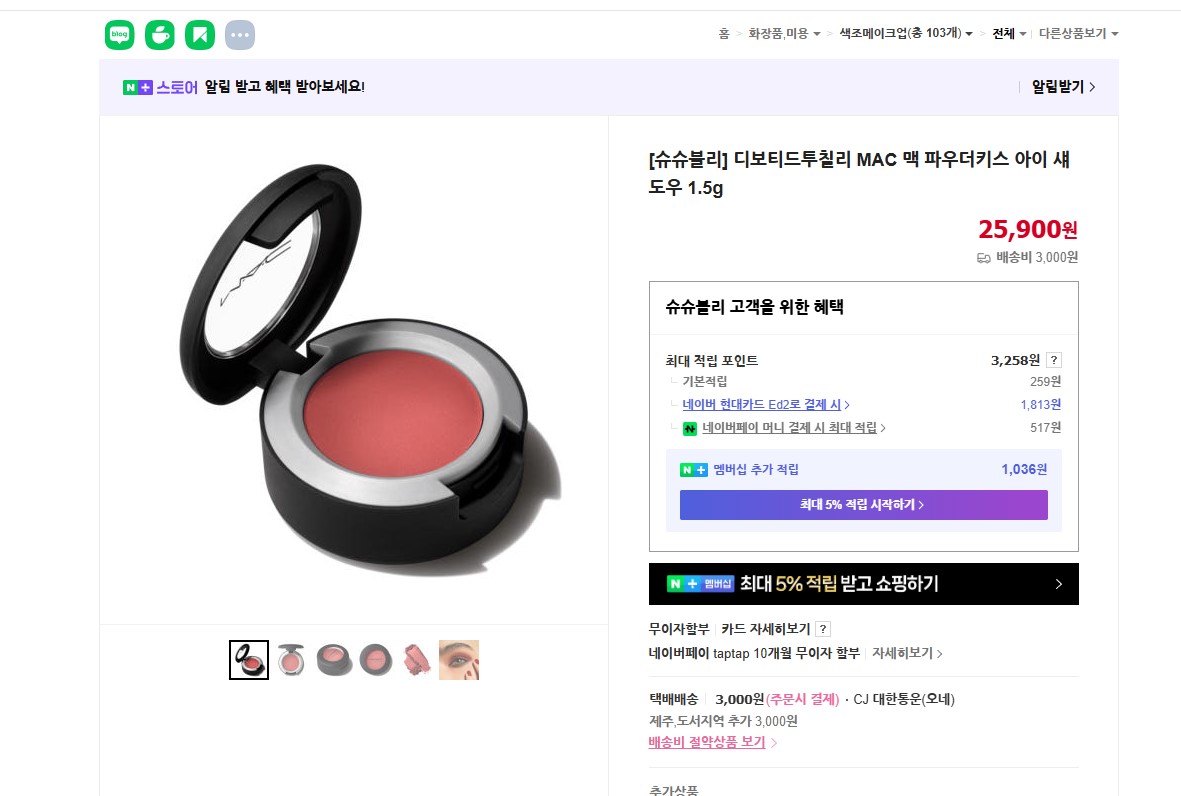 blog
홈 > 화장품,미용 > 색조메이크업(총 103개) > 전체 | 다른상품보기
N+ 스토어 알림 받고 혜택 받아보세요!
알림받기
MAC
[슈슈블리] 디보티드투칠리 MAC 맥 파우더키스 아이 섀
도우 1.5g
25,900원
배송비 3,000원
슈슈블리 고객을 위한 혜택
최대 적립 포인트 3,258원 ?
기본적립 259원
네이버 현대카드 Ed2로 결제 시 1,813원
네이버페이 머니 결제 시 최대 적립 517원
N+ 멤버십 추가 적립 1,036원
최대 5% 적립 시작하기
N+ 멤버십 최대 5% 적립 받고 쇼핑하기
무이자할부 | 카드 자세히보기 ?
네이버페이 taptap 10개월 무이자 할부 | 자세히보기
택배배송 | 3,000원(주문시 결제) · CJ 대한통운(오네)
제주,도서지역 추가 3,000원
배송비 절약상품 보기
추가상품